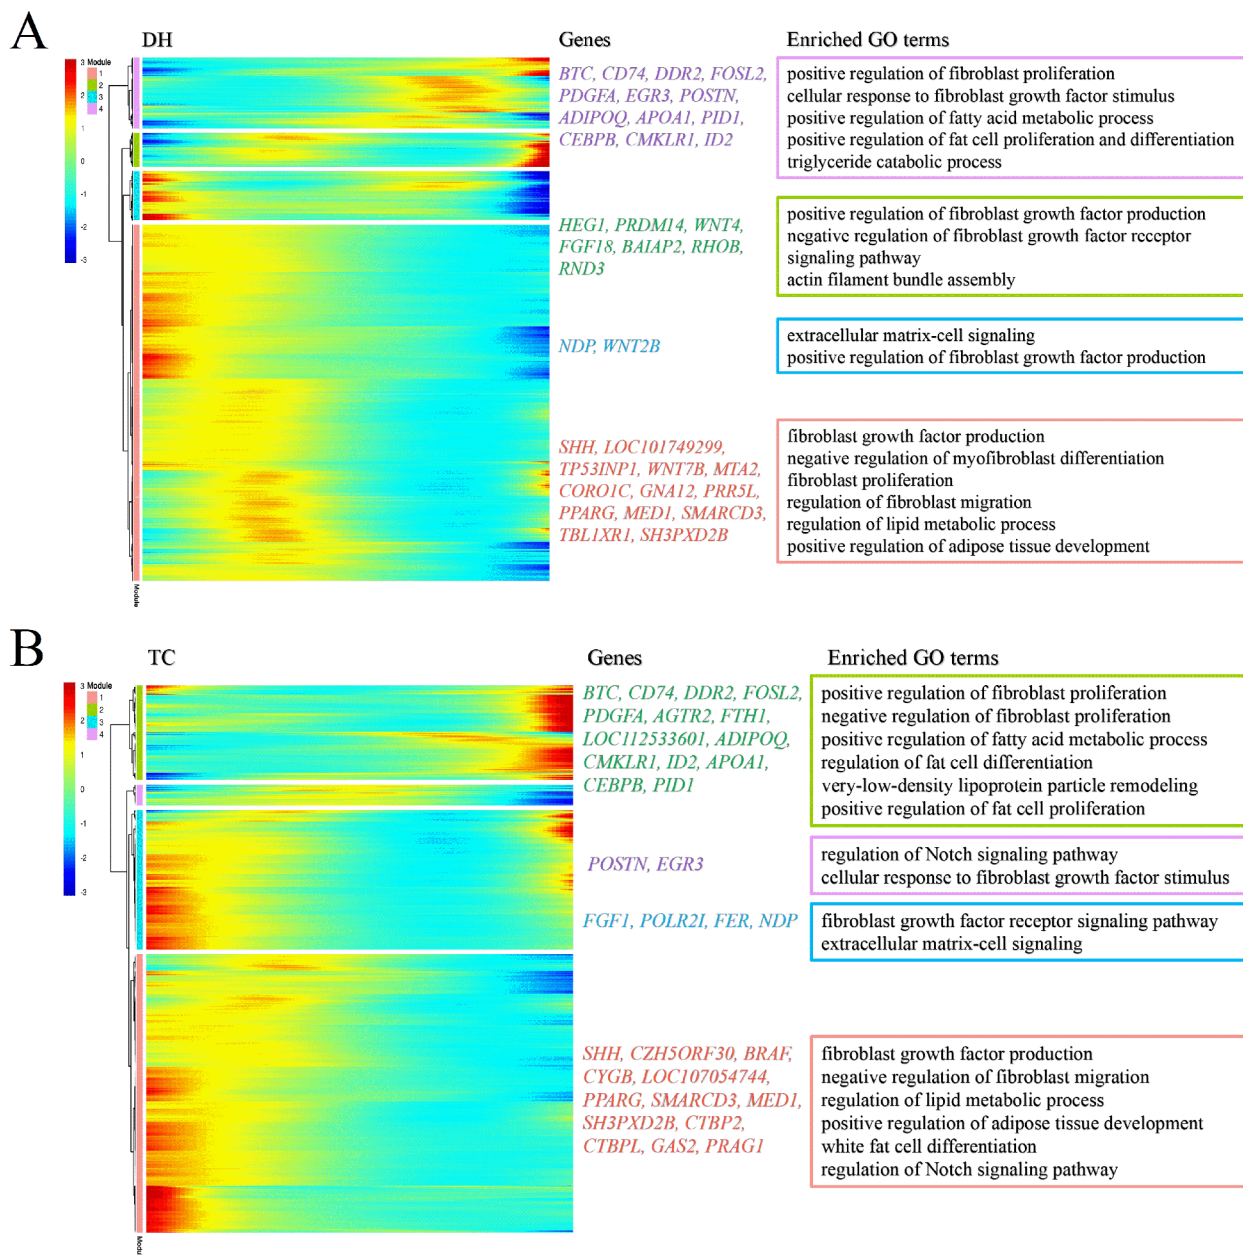 A
DH
Genes
Enriched GO terms
3
2
1
0
-1
-2
-3
Module
1
2
3
4
BTC, CD74, DDR2, FOSL2,
PDGFA, EGR3, POSTN,
ADIPOQ, APOA1, PID1,
CEBPB, CMKLR1, ID2
positive regulation of fibroblast proliferation
cellular response to fibroblast growth factor stimulus
positive regulation of fatty acid metabolic process
positive regulation of fat cell proliferation and differentiation
triglyceride catabolic process
HEG1, PRDM14, WNT4,
FGF18, BAIAP2, RHOB,
RND3
positive regulation of fibroblast growth factor production
negative regulation of fibroblast growth factor receptor
signaling pathway
actin filament bundle assembly
NDP, WNT2B
extracellular matrix-cell signaling
positive regulation of fibroblast growth factor production
SHH, LOC101749299,
TP53INP1, WNT7B, MTA2,
CORO1C, GNA12, PRR5L,
PPARG, MED1, SMARCD3,
TBL1XR1, SH3PXD2B
fibroblast growth factor production
negative regulation of myofibroblast differentiation
fibroblast proliferation
regulation of fibroblast migration
regulation of lipid metabolic process
positive regulation of adipose tissue development
Module
B
TC
Genes
Enriched GO terms
3
2
1
0
-1
-2
-3
Module
1
2
3
4
BTC, CD74, DDR2, FOSL2,
PDGFA, AGTR2, FTH1,
LOC112533601, ADIPOQ,
CMKLR1, ID2, APOA1,
CEBPB, PID1
positive regulation of fibroblast proliferation
negative regulation of fibroblast proliferation
positive regulation of fatty acid metabolic process
regulation of fat cell differentiation
very-low-density lipoprotein particle remodeling
positive regulation of fat cell proliferation
POSTN, EGR3
regulation of Notch signaling pathway
cellular response to fibroblast growth factor stimulus
FGF1, POLR2I, FER, NDP
fibroblast growth factor receptor signaling pathway
extracellular matrix-cell signaling
SHH, CZH5ORF30, BRAF,
CYGB, LOC107054744,
PPARG, SMARCD3, MED1,
SH3PXD2B, CTBP2,
CTBPL, GAS2, PRAG1
fibroblast growth factor production
negative regulation of fibroblast migration
regulation of lipid metabolic process
positive regulation of adipose tissue development
white fat cell differentiation
regulation of Notch signaling pathway
Modu